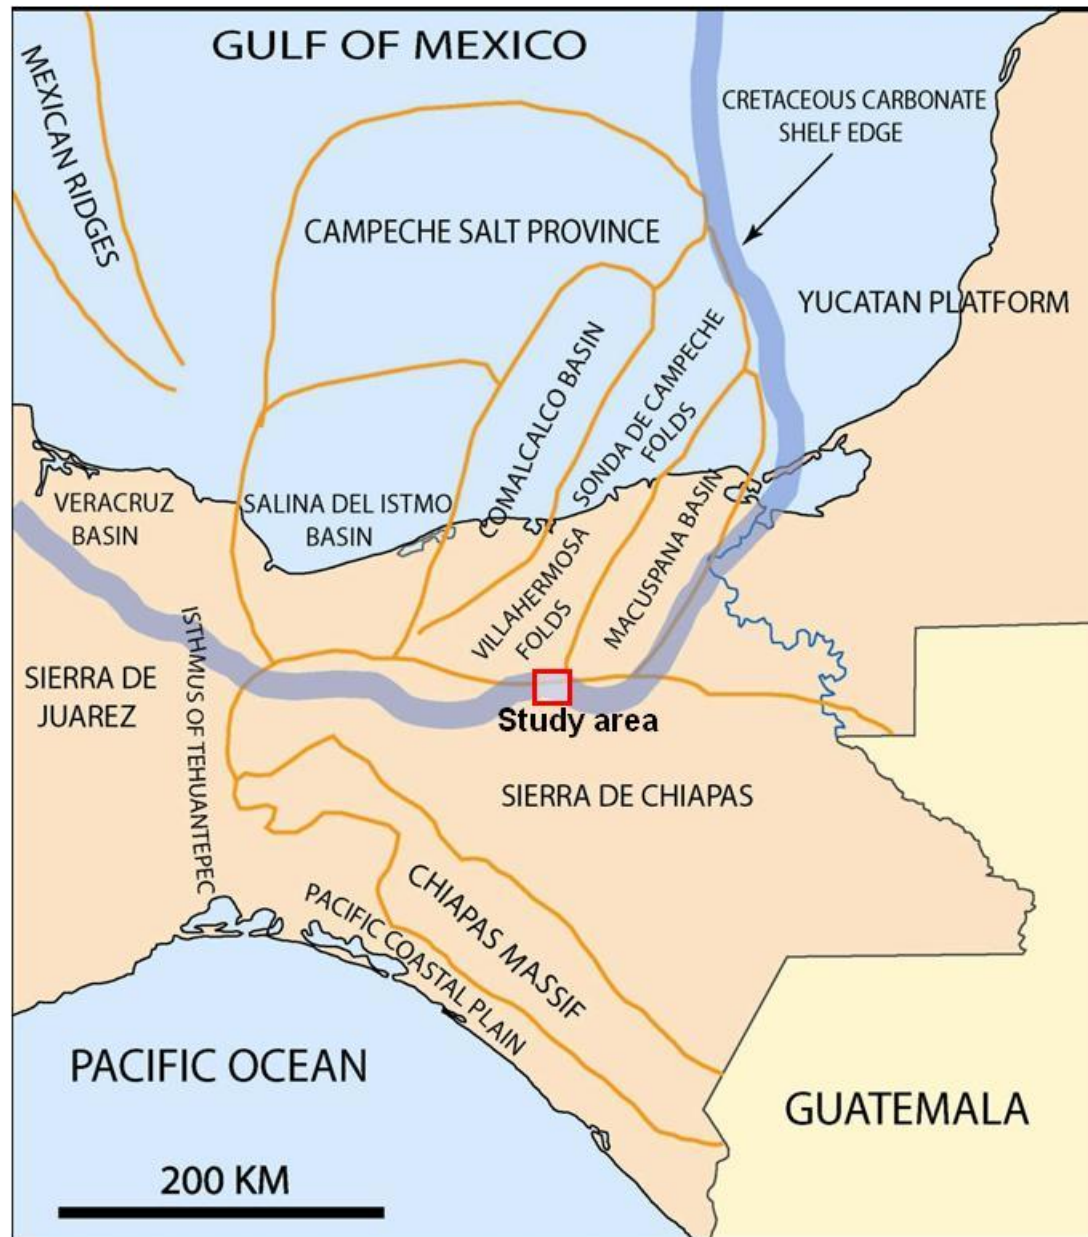 GULF OF MEXICO
MEXICAN RIDGES
CRETACEOUS CARBONATE
SHELF EDGE
CAMPECHE SALT PROVINCE
YUCATAN PLATFORM
COMALCALCO BASIN
SONDA DE CAMPECHE
FOLDS
VERACRUZ
BASIN
SALINA DEL ISTMO
BASIN
VILLAHERMOSA
FOLDS
MACUSPANA BASIN
ISTHMUS OF TEHUANTEPEC
SIERRA DE
JUAREZ
Study area
SIERRA DE CHIAPAS
CHIAPAS MASSIF
PACIFIC COASTAL PLAIN
PACIFIC OCEAN
GUATEMALA
200 KM